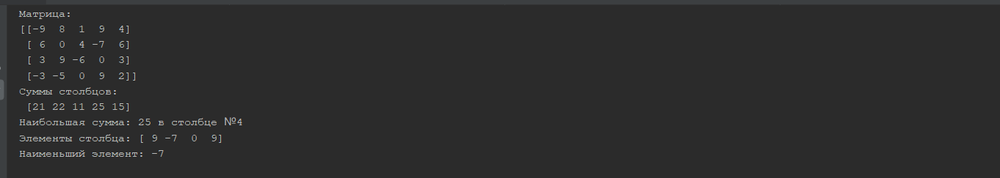 Матрица:
[[-9  8  1  9  4]
 [ 6  0  4 -7  6]
 [ 3  9 -6  0  3]
 [-3 -5  0  9  2]]
Суммы столбцов:
 [21 22 11 25 15]
Наибольшая сумма: 25 в столбце №4
Элементы столбца: [ 9 -7  0  9]
Наименьший элемент: -7